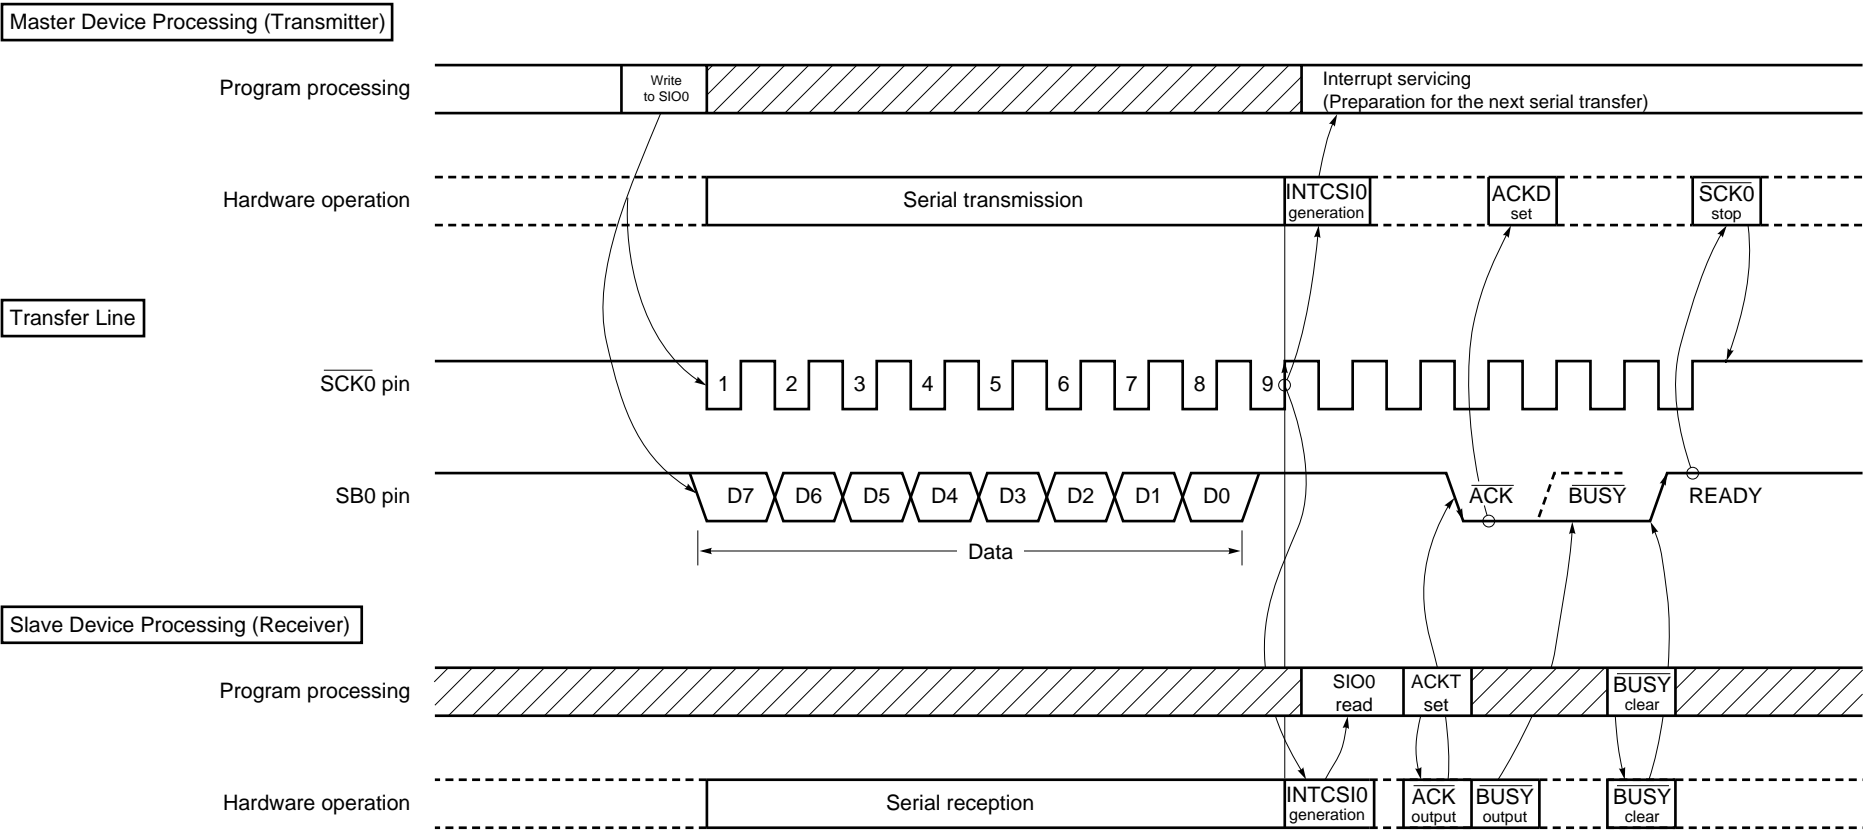 Master Device Processing (Transmitter)
Program processing
Write
to SIO0
Interrupt servicing
(Preparation for the next serial transfer)
Hardware operation
Serial transmission
INTCSI0
generation
ACKD
set
SCK0
stop
Transfer Line
SCK0 pin
1 2 3 4 5 6 7 8 9
SB0 pin
D7 D6 D5 D4 D3 D2 D1 D0
ACK
BUSY
READY
Data
Slave Device Processing (Receiver)
Program processing
SIO0
read
ACKT
set
BUSY
clear
Hardware operation
Serial reception
INTCSI0
generation
ACK
output
BUSY
output
BUSY
clear